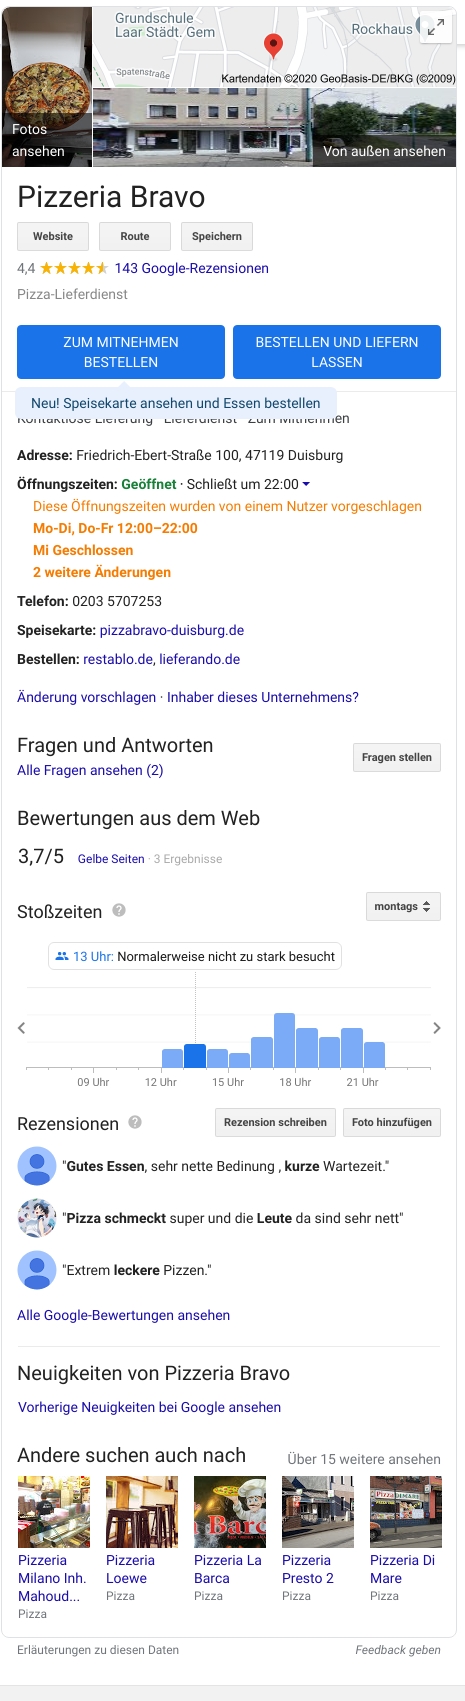 Grundschule
Laar Städt. Gem
Rockhaus
Spatenstraße
Kartendaten ©2020 GeoBasis-DE/BKG (©2009)
Fotos
ansehen
Von außen ansehen
Pizzeria Bravo
Website
Route
Speichern
4,4 143 Google-Rezensionen
Pizza-Lieferdienst
ZUM MITNEHMEN
BESTELLEN
BESTELLEN UND LIEFERN
LASSEN
Neu! Speisekarte ansehen und Essen bestellen
Kontaktlose Lieferung · Lieferdienst · Zum Mitnehmen
Adresse: Friedrich-Ebert-Straße 100, 47119 Duisburg
Öffnungszeiten: Geöffnet · Schließt um 22:00
Diese Öffnungszeiten wurden von einem Nutzer vorgeschlagen
Mo-Di, Do-Fr 12:00–22:00
Mi Geschlossen
2 weitere Änderungen
Telefon: 0203 5707253
Speisekarte: pizzabravo-duisburg.de
Bestellen: restablo.de, lieferando.de
Änderung vorschlagen · Inhaber dieses Unternehmens?
Fragen und Antworten
Alle Fragen ansehen (2)
Fragen stellen
Bewertungen aus dem Web
3,7/5 Gelbe Seiten · 3 Ergebnisse
Stoßzeiten ?
montags
13 Uhr: Normalerweise nicht zu stark besucht
09 Uhr 12 Uhr 15 Uhr 18 Uhr 21 Uhr
Rezensionen ?
Rezension schreiben
Foto hinzufügen
"Gutes Essen, sehr nette Bedinung , kurze Wartezeit."
"Pizza schmeckt super und die Leute da sind sehr nett"
"Extrem leckere Pizzen."
Alle Google-Bewertungen ansehen
Neuigkeiten von Pizzeria Bravo
Vorherige Neuigkeiten bei Google ansehen
Andere suchen auch nach
Über 15 weitere ansehen
Pizzeria
Milano Inh.
Mahoud...
Pizza
Pizzeria
Loewe
Pizza
Pizzeria La
Barca
Pizza
Pizzeria
Presto 2
Pizza
Pizzeria Di
Mare
Pizza
Erläuterungen zu diesen Daten
Feedback geben